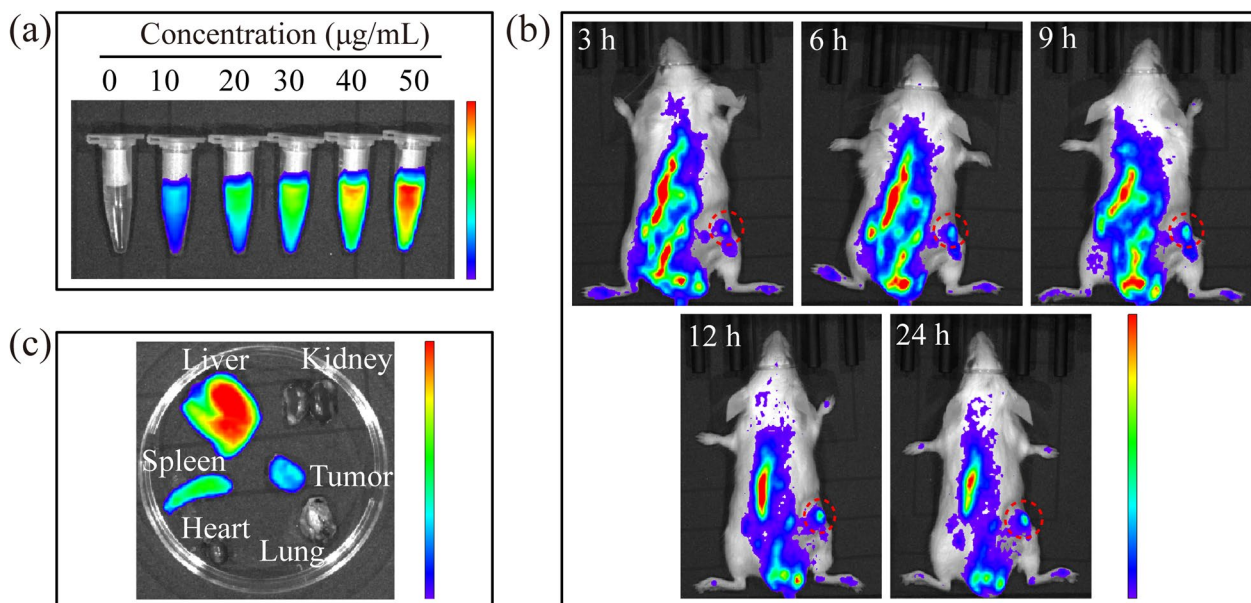 (a)
Concentration (μg/mL)
0 10 20 30 40 50
(b)
3 h
6 h
9 h
12 h
24 h
(c)
Liver
Kidney
Spleen
Tumor
Heart
Lung